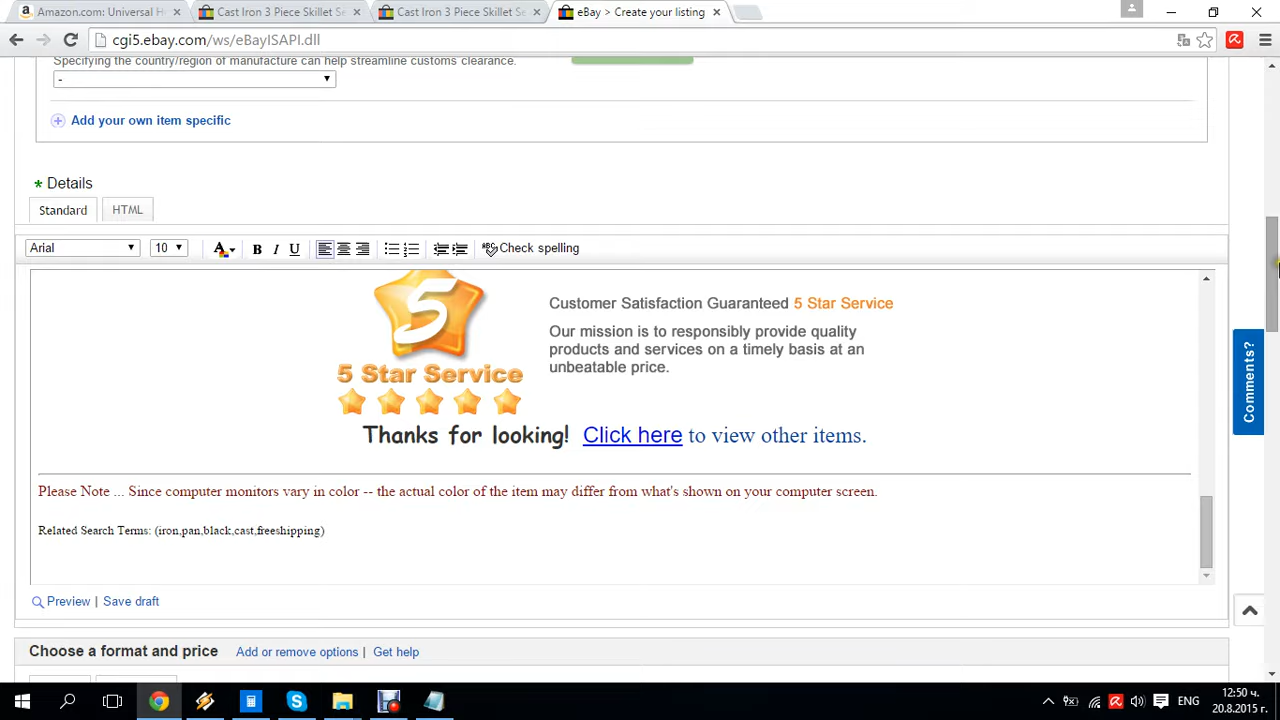 Amazon.com: Universal H
Cast Iron 3 Piece Skillet Se
Cast Iron 3 Piece Skillet Se
eBay > Create your listing
cgi5.ebay.com/ws/eBayISAPI.dll
Specifying the country/region of manufacture can help streamline customs clearance.
-
Add your own item specific
* Details
Standard
HTML
Arial
10
A
B
I
U
Check spelling
5
5 Star Service
Customer Satisfaction Guaranteed 5 Star Service
Our mission is to responsibly provide quality
products and services on a timely basis at an
unbeatable price.
Thanks for looking! Click here to view other items.
Please Note ... Since computer monitors vary in color -- the actual color of the item may differ from what's shown on your computer screen.
Related Search Terms: (iron,pan,black,cast,freeshipping)
Preview | Save draft
Comments?
Choose a format and price
Add or remove options | Get help
ENG
12:50 ч.
20.8.2015 г.